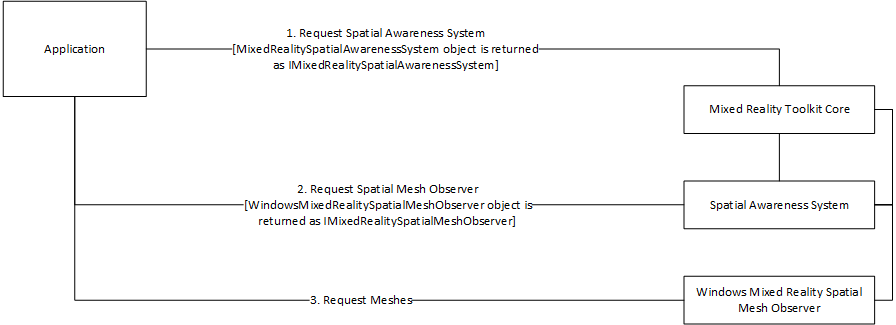 Application
1. Request Spatial Awareness System
[MixedRealitySpatialAwarenessSystem object is returned
as IMixedRealitySpatialAwarenessSystem]
Mixed Reality Toolkit Core
2. Request Spatial Mesh Observer
[WindowsMixedRealitySpatialMeshObserver object is
returned as IMixedRealitySpatialMeshObserver]
Spatial Awareness System
3. Request Meshes
Windows Mixed Reality Spatial
Mesh Observer